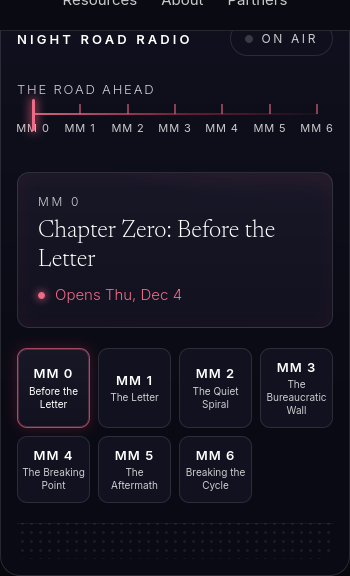 Resources About Partners
NIGHT ROAD RADIO
ON AIR
THE ROAD AHEAD
MM 0 MM 1 MM 2 MM 3 MM 4 MM 5 MM 6
MM 0
Chapter Zero: Before the
Letter
Opens Thu, Dec 4
MM 0
Before the
Letter
MM 1
The Letter
MM 2
The Quiet
Spiral
MM 3
The
Bureaucratic
Wall
MM 4
The Breaking
Point
MM 5
The
Aftermath
MM 6
Breaking the
Cycle